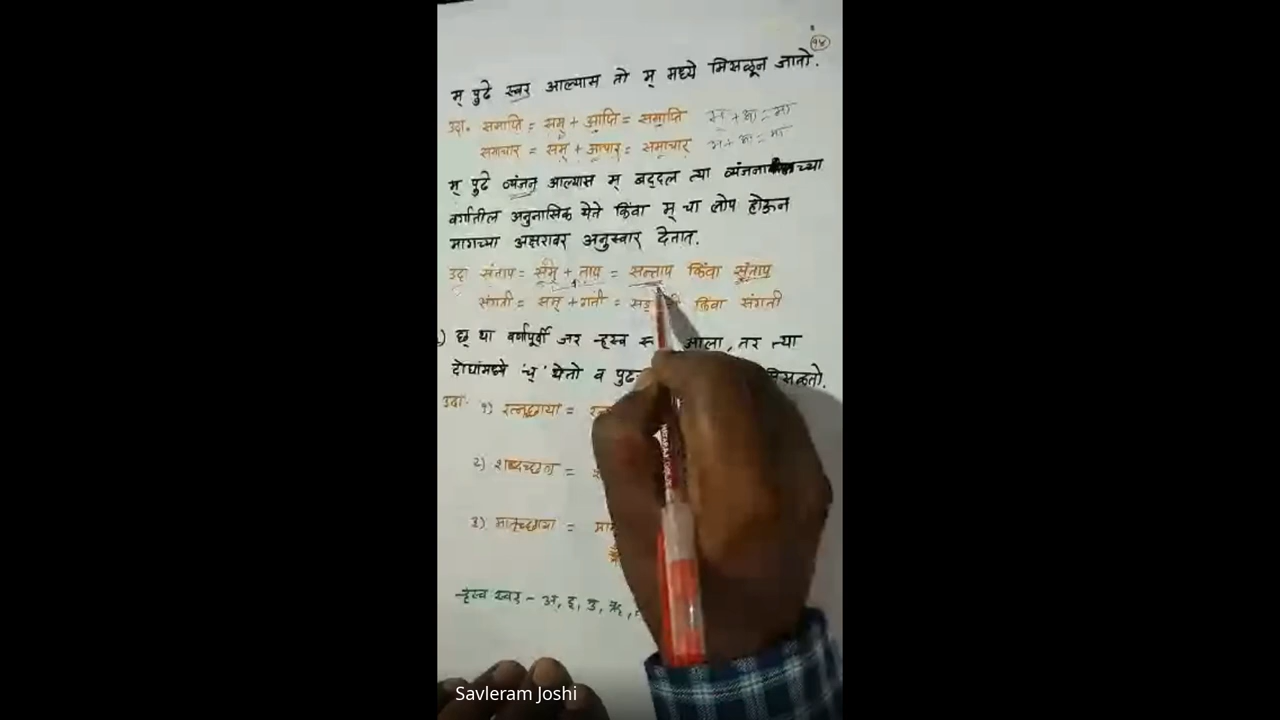 १४
म् पुढे स्वर आल्यास तो म् मध्ये मिसळून जातो.
उदा. समाप्ति = सम् + आप्ति = समाप्ति
समाचार = सम् + आचार = समाचार
म् पुढे व्यंजन आल्यास म् बद्दल त्या व्यंजनाच्या
वर्गातील अनुनासिक येते किंवा म् चा लोप होऊन
मागच्या अक्षरावर अनुस्वार देतात.
उदा संताप = सम् + ताप = सन्ताप किंवा संताप
संगती = सम् + गती = किंवा संगती
) छ् या वर्णापूर्वी जर ऱ्हस्व आला, तर त्या
दोघांमध्ये 'च्' येतो व मिसळतो.
उदा. १) रत्नच्छाया =
२) शब्दच्छल =
३) मातृच्छाया =
ऱ्हस्व स्वर - अ, इ, उ, ऋ,
Savleram Joshi